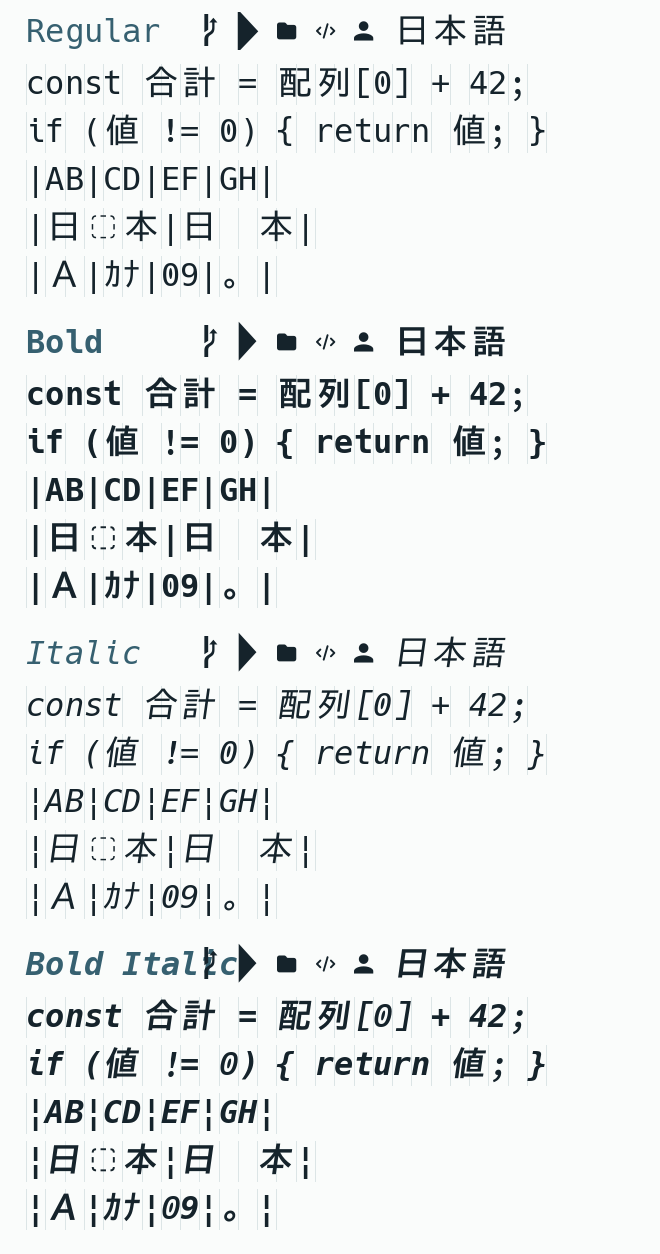 Regular 日本語
const 合計 = 配列[0] + 42;
if (値 != 0) { return 値; }
|AB|CD|EF|GH|
|日⬚本|日　本|
|Ａ|ｶﾅ|09|。|
Bold 日本語
const 合計 = 配列[0] + 42;
if (値 != 0) { return 値; }
|AB|CD|EF|GH|
|日⬚本|日　本|
|Ａ|ｶﾅ|09|。|
Italic 日本語
const 合計 = 配列[0] + 42;
if (値 != 0) { return 値; }
¦AB¦CD¦EF¦GH¦
¦日⬚本¦日　本¦
¦Ａ¦ｶﾅ¦09¦。¦
Bold Italic 日本語
const 合計 = 配列[0] + 42;
if (値 != 0) { return 値; }
¦AB¦CD¦EF¦GH¦
¦日⬚本¦日　本¦
¦Ａ¦ｶﾅ¦09¦。¦